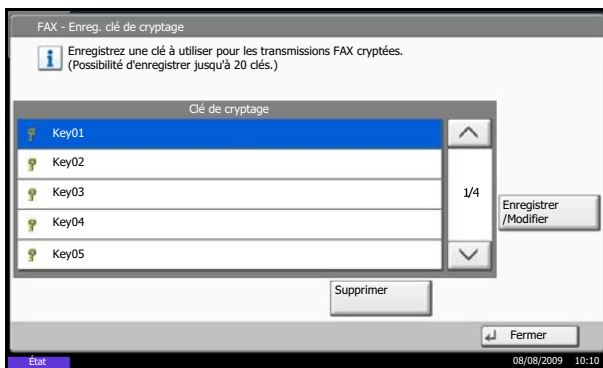 FAX - Enreg. clé de cryptage
Enregistrez une clé à utiliser pour les transmissions FAX cryptées.
(Possibilité d'enregistrer jusqu'à 20 clés.)
Clé de cryptage
Key01
Key02
Key03
Key04
Key05
1/4
Enregistrer
/Modifier
Supprimer
Fermer
État
08/08/2009 10:10